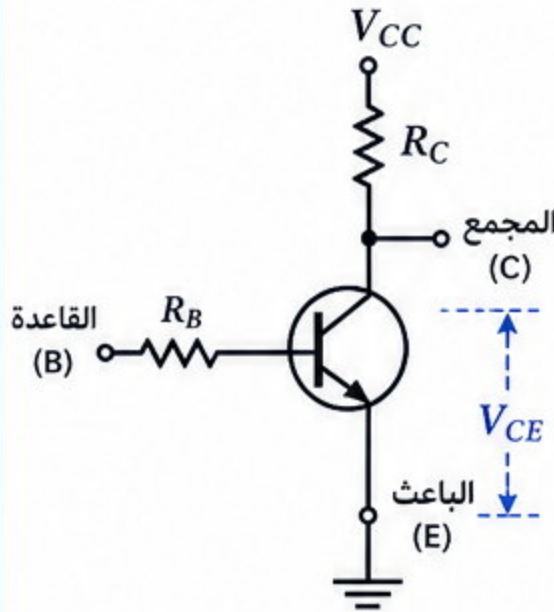 V_CC
R_C
المجمع
(C)
القاعدة
(B)
R_B
V_CE
الباعث
(E)